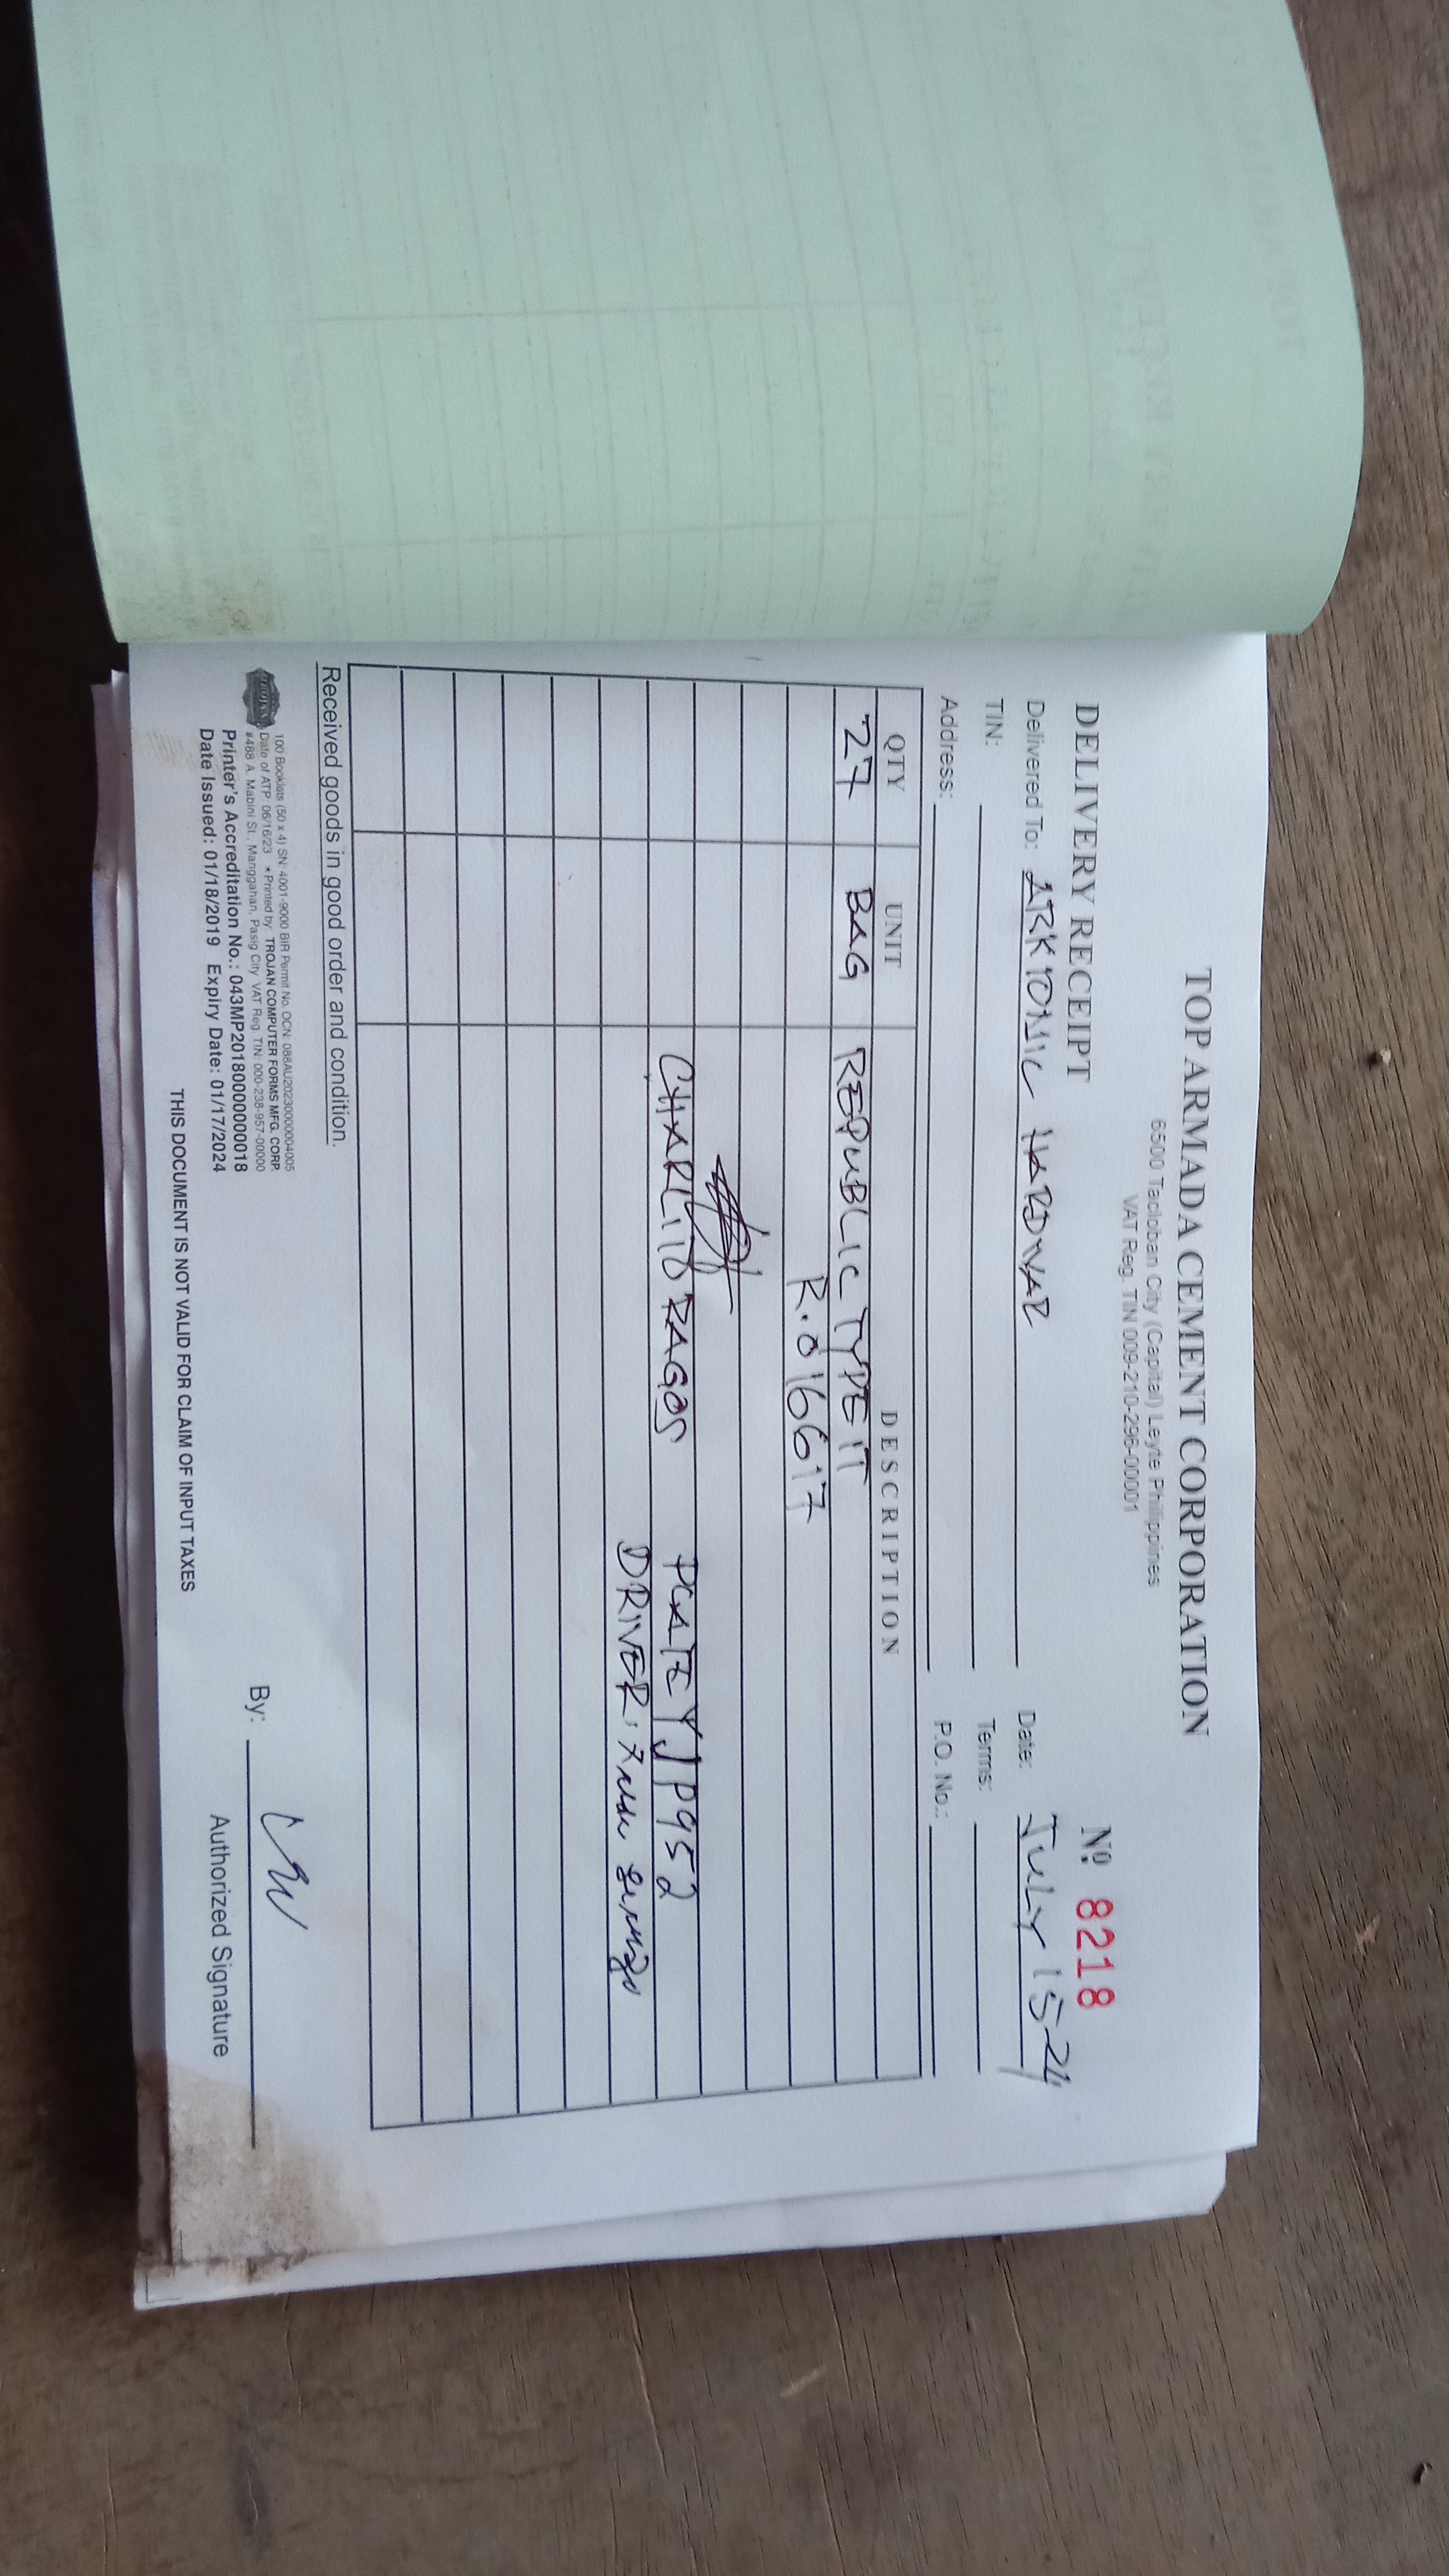 TOP ARMADA CEMENT CORPORATION
6500 Tacloban City (Capital) Leyte Philippines
VAT Reg. TIN 009-210-296-00001
DELIVERY RECEIPT
Nº 8218
Delivered To: ARKTONIC HARDWAR Date: JULY 15-24
TIN: Terms:
Address: P.O. No.:
QTY UNIT DESCRIPTION
27 BAG REPUBLIC TYPE 1T
R.016617
CHARLITO RAGOS PLATE YJP952
DRIVER:
Received goods in good order and condition.
100 Booklets (50 x 4) SN: 4001-9000 BIR Permit No. OCN: 088AU20230000004005
Date of ATP: 06/16/23 • Printed by: TROJAN COMPUTER FORMS MFG. CORP.
#488 A. Mabini St., Manggahan, Pasig City VAT Reg. TIN: 000-238-957-00000
Printer's Accreditation No.: 043MP20180000000018
Date Issued: 01/18/2019 Expiry Date: 01/17/2024
By:
Authorized Signature
THIS DOCUMENT IS NOT VALID FOR CLAIM OF INPUT TAXES